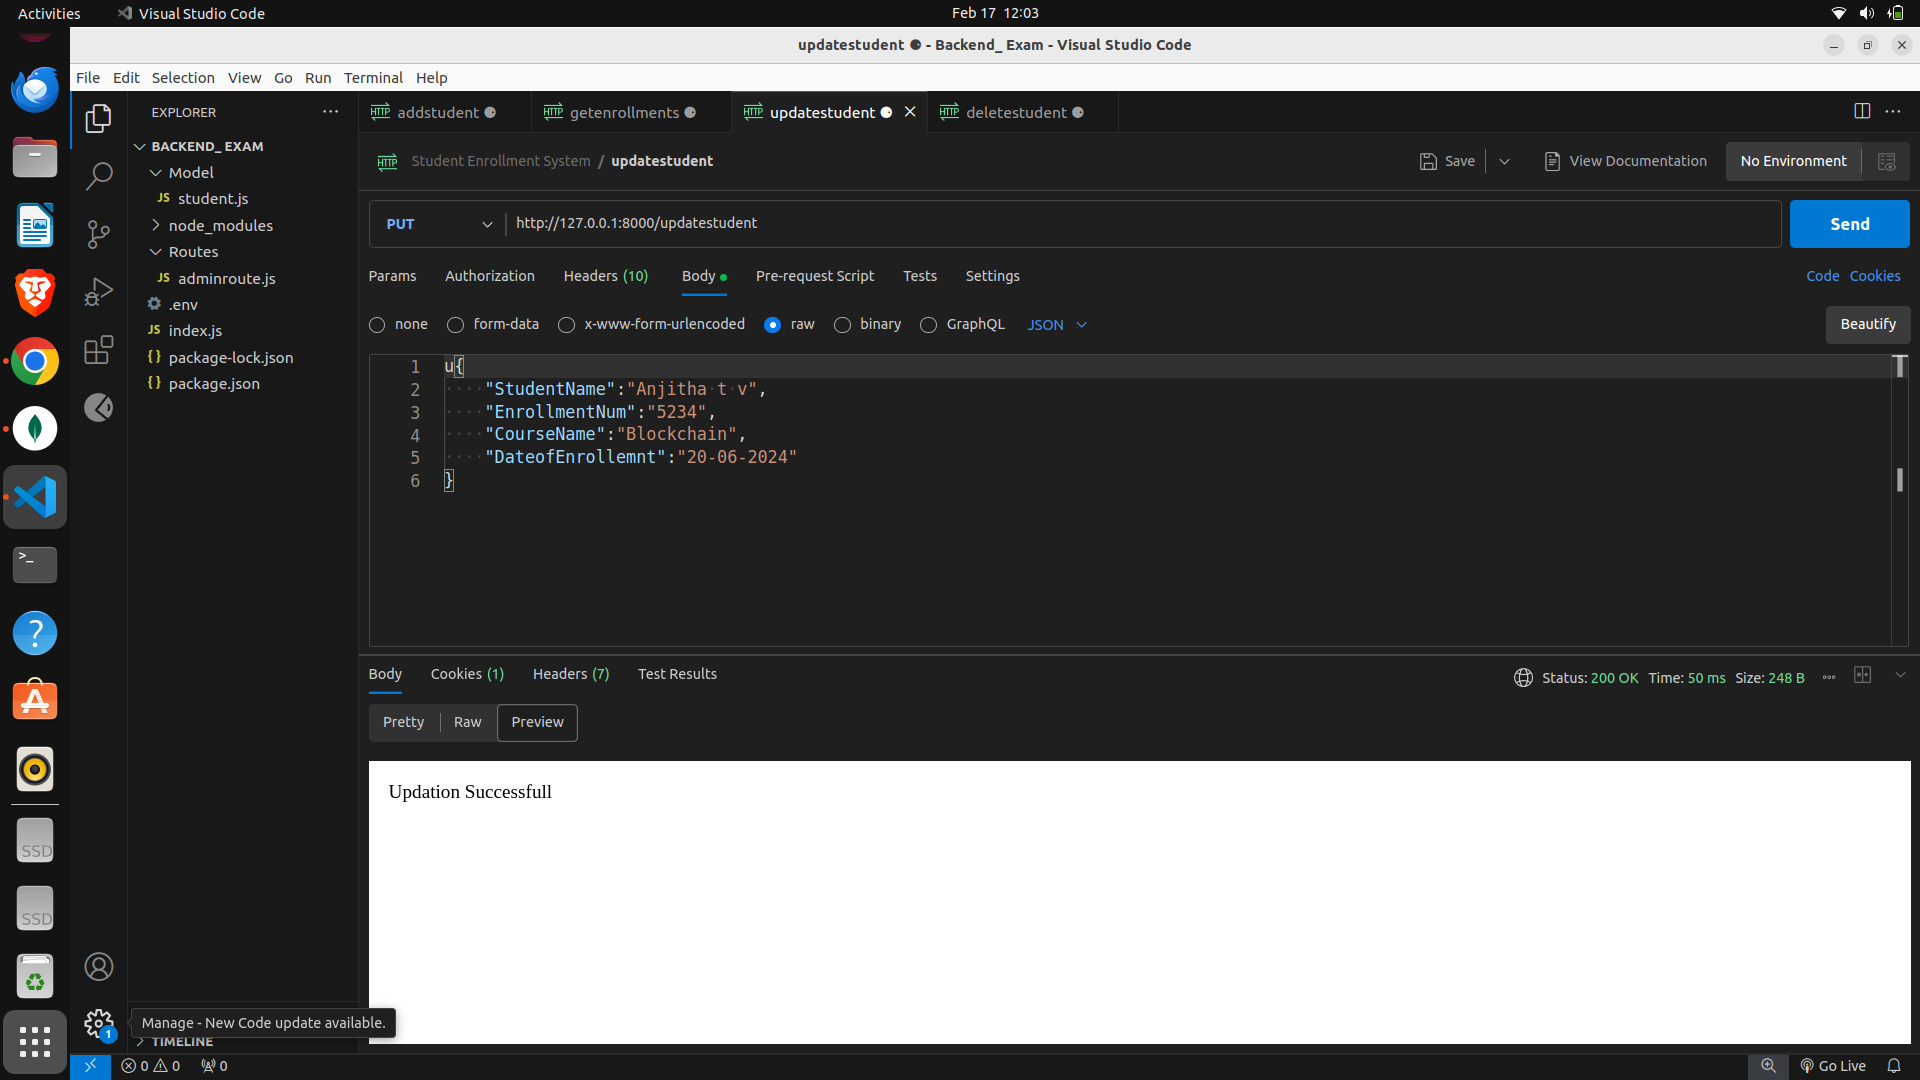 Activities Visual Studio Code Feb 17 12:03
updatestudent ● - Backend_ Exam - Visual Studio Code
File Edit Selection View Go Run Terminal Help
EXPLORER
BACKEND_ EXAM
Model
JS student.js
node_modules
Routes
JS adminroute.js
.env
JS index.js
{} package-lock.json
{} package.json
TIMELINE
Manage - New Code update available.
1
HTTP addstudent ● HTTP getenrollments ● HTTP updatestudent ● HTTP deletestudent ●
HTTP Student Enrollment System / updatestudent Save View Documentation No Environment
PUT http://127.0.0.1:8000/updatestudent Send
Params Authorization Headers (10) Body Pre-request Script Tests Settings Code Cookies
none form-data x-www-form-urlencoded raw binary GraphQL JSON Beautify
1 u{
2 ····"StudentName":"Anjitha·t·v",
3 ····"EnrollmentNum":"5234",
4 ····"CourseName":"Blockchain",
5 ····"DateofEnrollemnt":"20-06-2024"
6 }
Body Cookies (1) Headers (7) Test Results Status: 200 OK Time: 50 ms Size: 248 B
Pretty Raw Preview
Updation Successfull
>_
?
SSD
SSD
0 0 0 Go Live